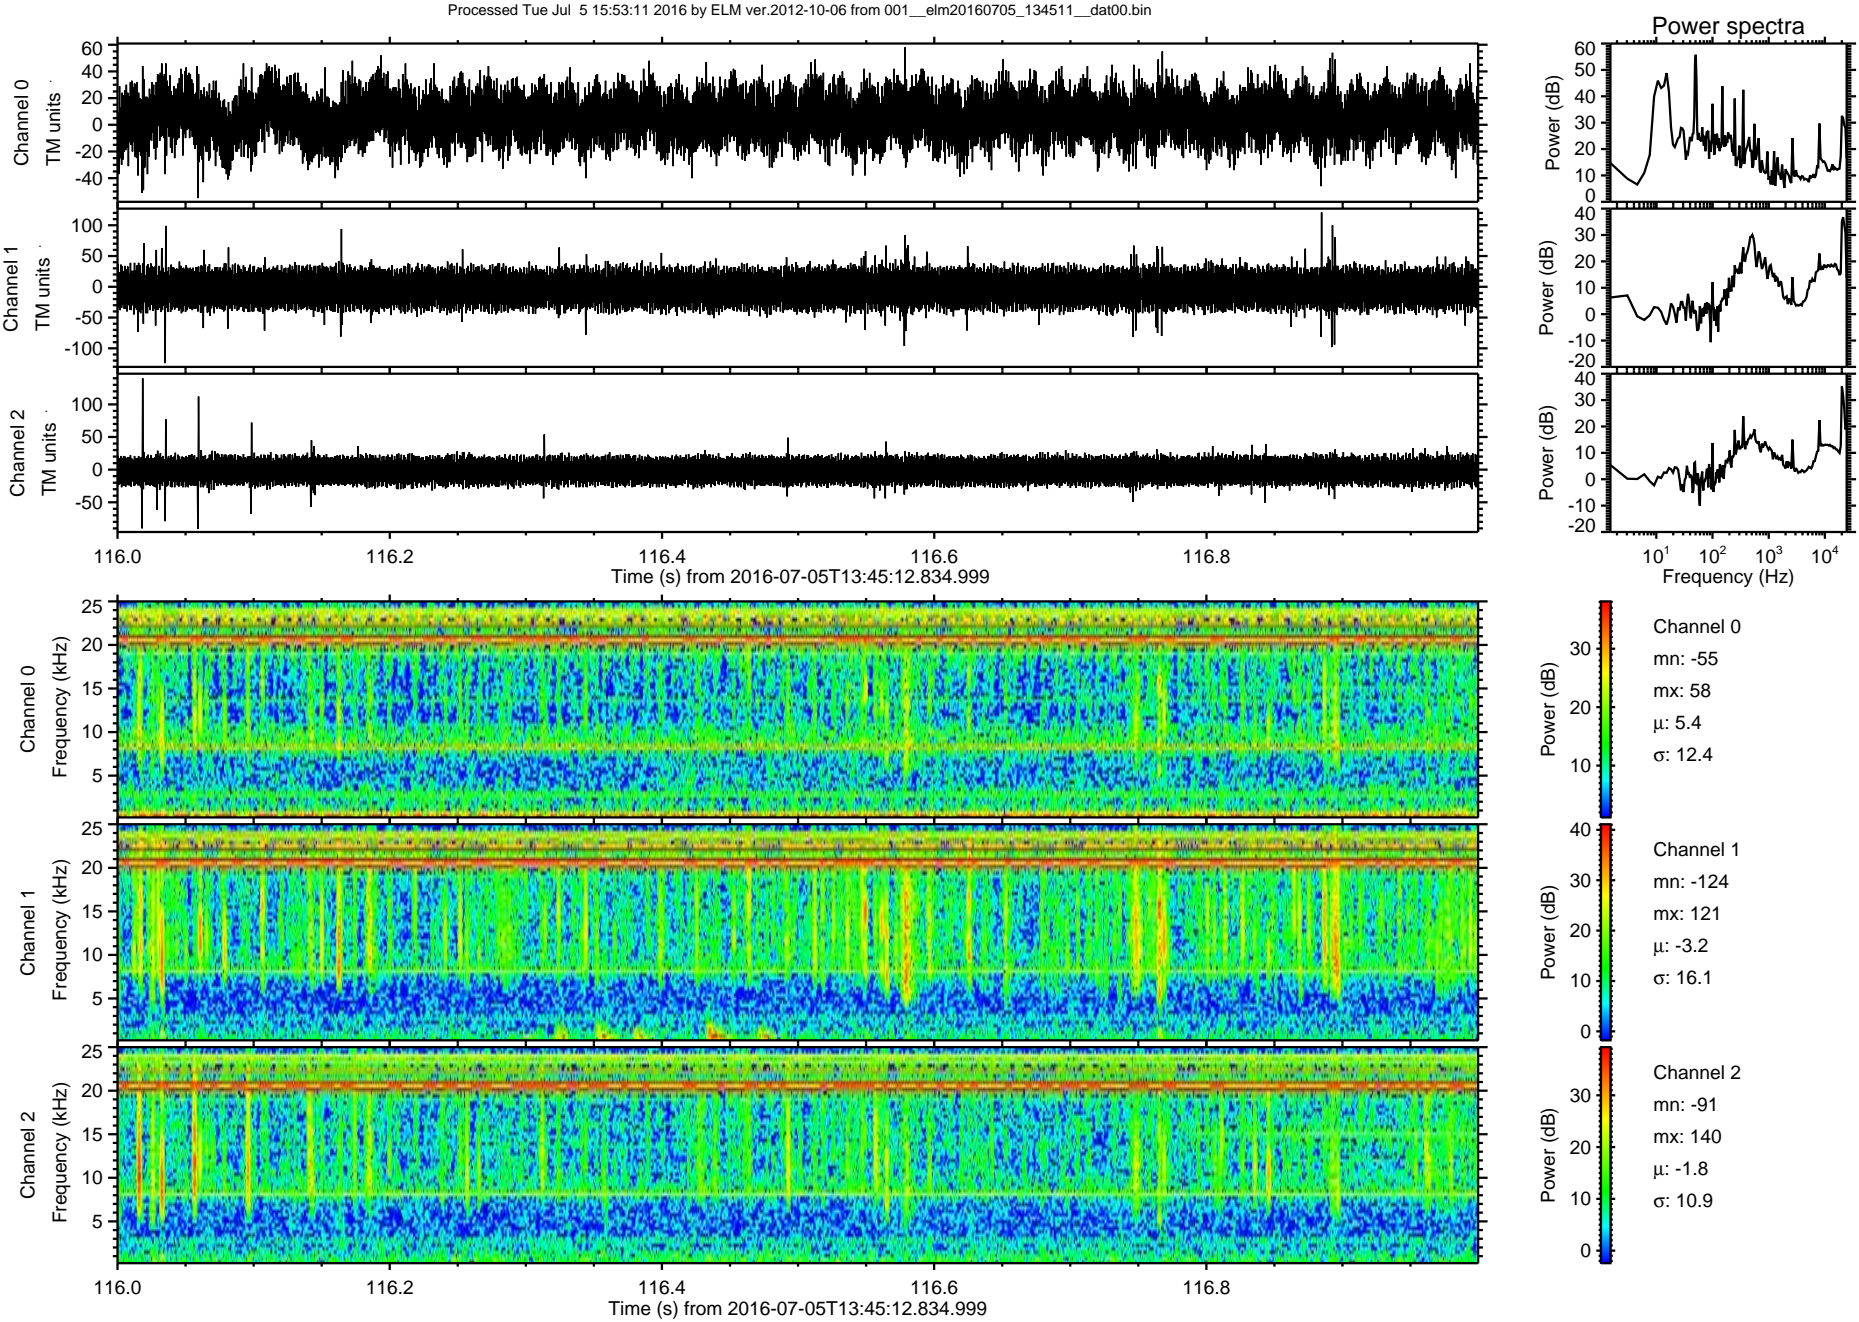 Processed Tue Jul  5 15:53:11 2016 by ELM ver.2012-10-06 from 001__elm20160705_134511__dat00.bin
Power spectra
Channel 0
TM units
60
40
20
0
-20
-40
Power (dB)
60
50
40
30
20
10
0
Channel 1
TM units
100
50
0
-50
-100
Power (dB)
40
30
20
10
0
-10
-20
Channel 2
TM units
100
50
0
-50
Power (dB)
40
30
20
10
0
-10
-20
116.0 116.2 116.4 116.6 116.8
Time (s) from 2016-07-05T13:45:12.834.999
10^1 10^2 10^3 10^4
Frequency (Hz)
Channel 0
Frequency (kHz)
25
20
15
10
5
Power (dB)
30
20
10
Channel 0
mn: -55
mx: 58
μ: 5.4
σ: 12.4
Channel 1
Frequency (kHz)
25
20
15
10
5
Power (dB)
40
30
20
10
0
Channel 1
mn: -124
mx: 121
μ: -3.2
σ: 16.1
Channel 2
Frequency (kHz)
25
20
15
10
5
Power (dB)
30
20
10
0
Channel 2
mn: -91
mx: 140
μ: -1.8
σ: 10.9
116.0 116.2 116.4 116.6 116.8
Time (s) from 2016-07-05T13:45:12.834.999